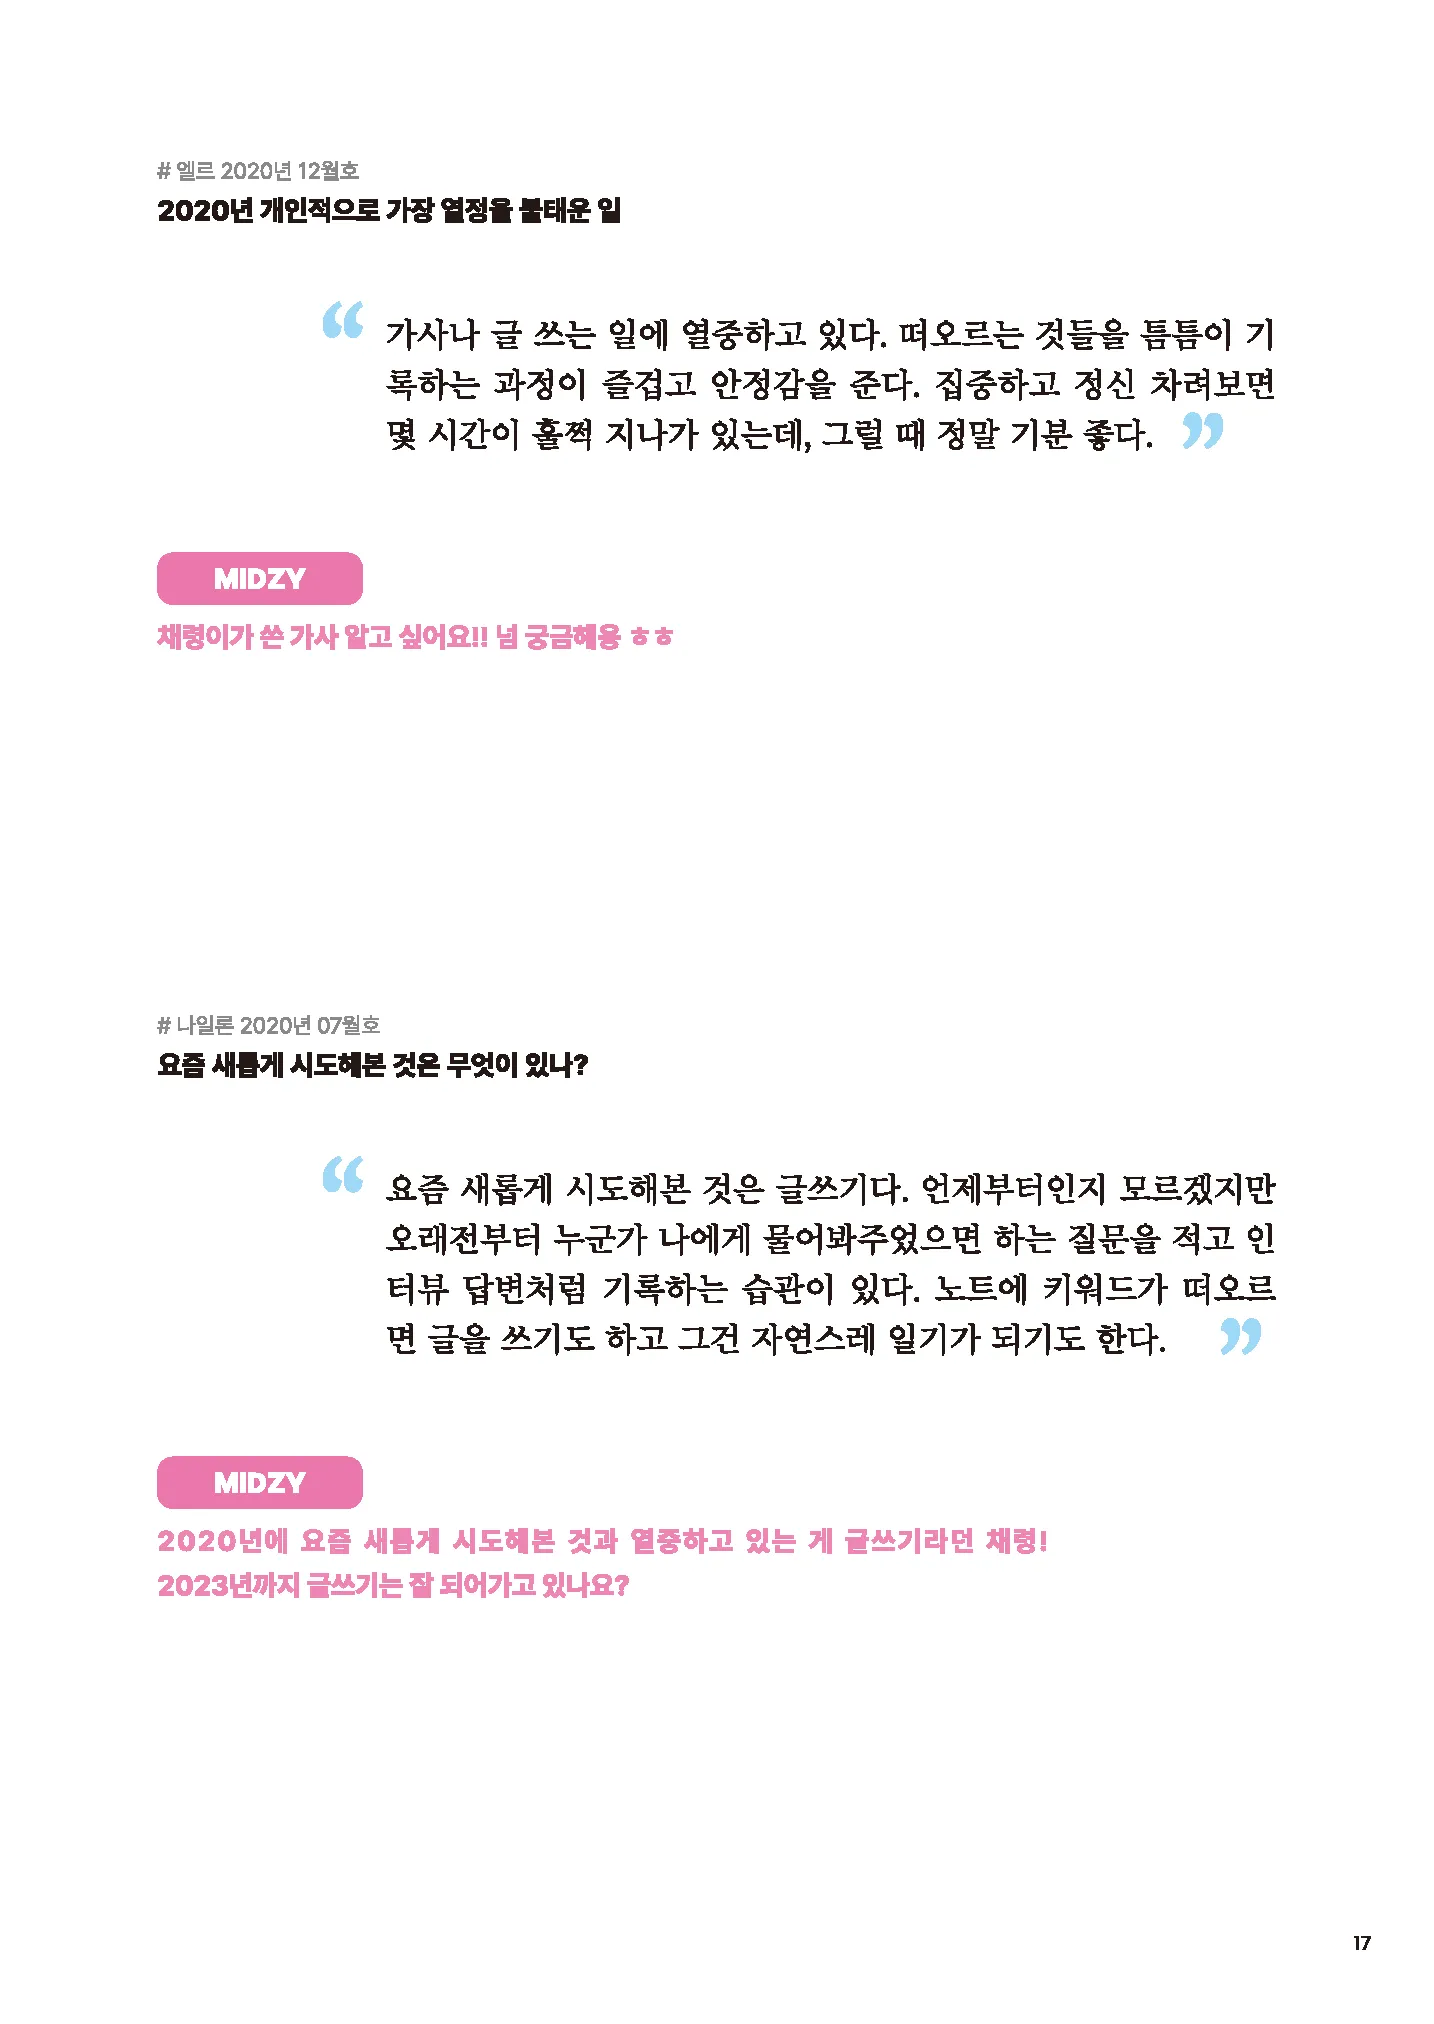 # 엘르 2020년 12월호
2020년 개인적으로 가장 열정을 불태운 일
“ 가사나 글 쓰는 일에 열중하고 있다. 떠오르는 것들을 틈틈이 기
록하는 과정이 즐겁고 안정감을 준다. 집중하고 정신 차려보면
몇 시간이 훌쩍 지나가 있는데, 그럴 때 정말 기분 좋다. ”
MIDZY
채령이가 쓴 가사 알고 싶어요!! 넘 궁금해용 ㅎㅎ
# 나일론 2020년 07월호
요즘 새롭게 시도해본 것은 무엇이 있나?
“ 요즘 새롭게 시도해본 것은 글쓰기다. 언제부터인지 모르겠지만
오래전부터 누군가 나에게 물어봐주었으면 하는 질문을 적고 인
터뷰 답변처럼 기록하는 습관이 있다. 노트에 키워드가 떠오르
면 글을 쓰기도 하고 그건 자연스레 일기가 되기도 한다. ”
MIDZY
2020년에 요즘 새롭게 시도해본 것과 열중하고 있는 게 글쓰기라던 채령!
2023년까지 글쓰기는 잘 되어가고 있나요?
17